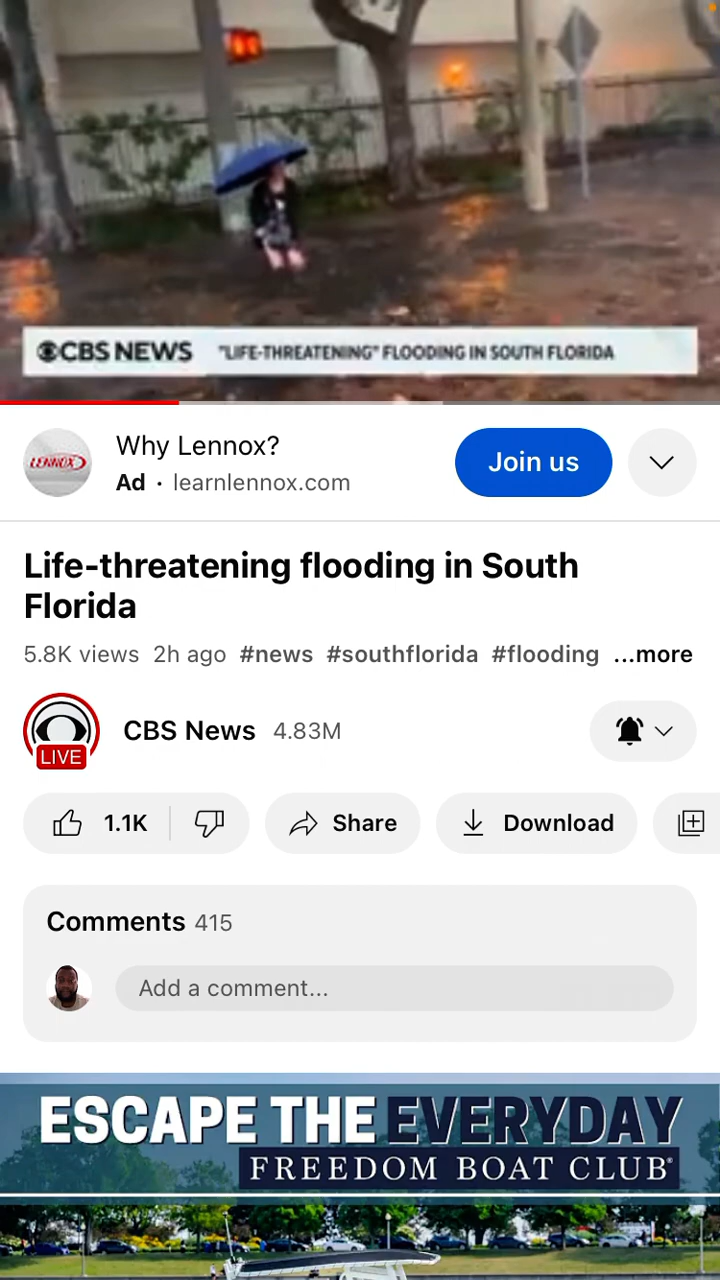 CBS NEWS "LIFE-THREATENING" FLOODING IN SOUTH FLORIDA
LENNOX
Why Lennox?
Ad · learnlennox.com
Join us
Life-threatening flooding in South
Florida
5.8K views 2h ago #news #southflorida #flooding ...more
LIVE
CBS News 4.83M
1.1K
Share
Download
Comments 415
Add a comment...
ESCAPE THE EVERYDAY
FREEDOM BOAT CLUB®